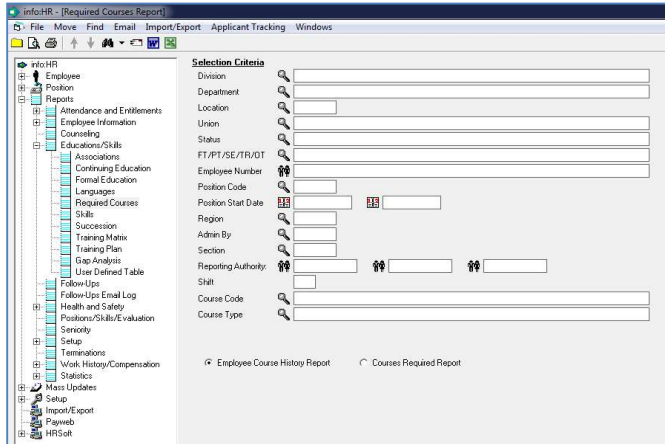 info:HR - [Required Courses Report]
File Move Find Email Import/Export Applicant Tracking Windows
info:HR
Employee
Position
Reports
Attendance and Entitlements
Employee Information
Counseling
Educations/Skills
Associations
Continuing Education
Formal Education
Languages
Required Courses
Skills
Succession
Training Matrix
Training Plan
Gap Analysis
User Defined Table
Follow-Ups
Follow-Ups Email Log
Health and Safety
Positions/Skills/Evaluation
Seniority
Setup
Terminations
Work History/Compensation
Statistics
Mass Updates
Setup
Import/Export
Payweb
HRSoft
Selection Criteria
Division
Department
Location
Union
Status
FT/PT/SE/TR/OT
Employee Number
Position Code
Position Start Date
Region
Admin By
Section
Reporting Authority:
Shift
Course Code
Course Type
Employee Course History Report Courses Required Report